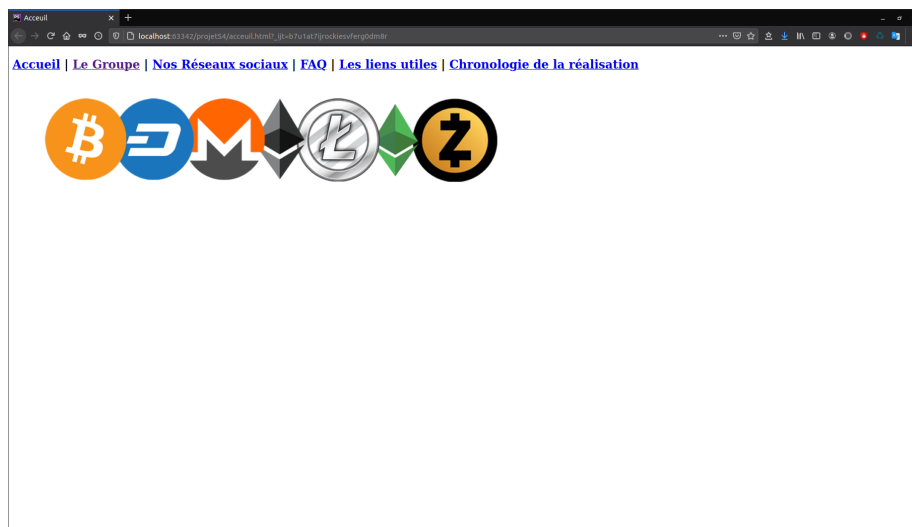 Acceuil
localhost:63342/projetS4/acceuil.html?_ijt=b7u1at7ijrockiesvferg0dm8r
Accueil | Le Groupe | Nos Réseaux sociaux | FAQ | Les liens utiles | Chronologie de la réalisation